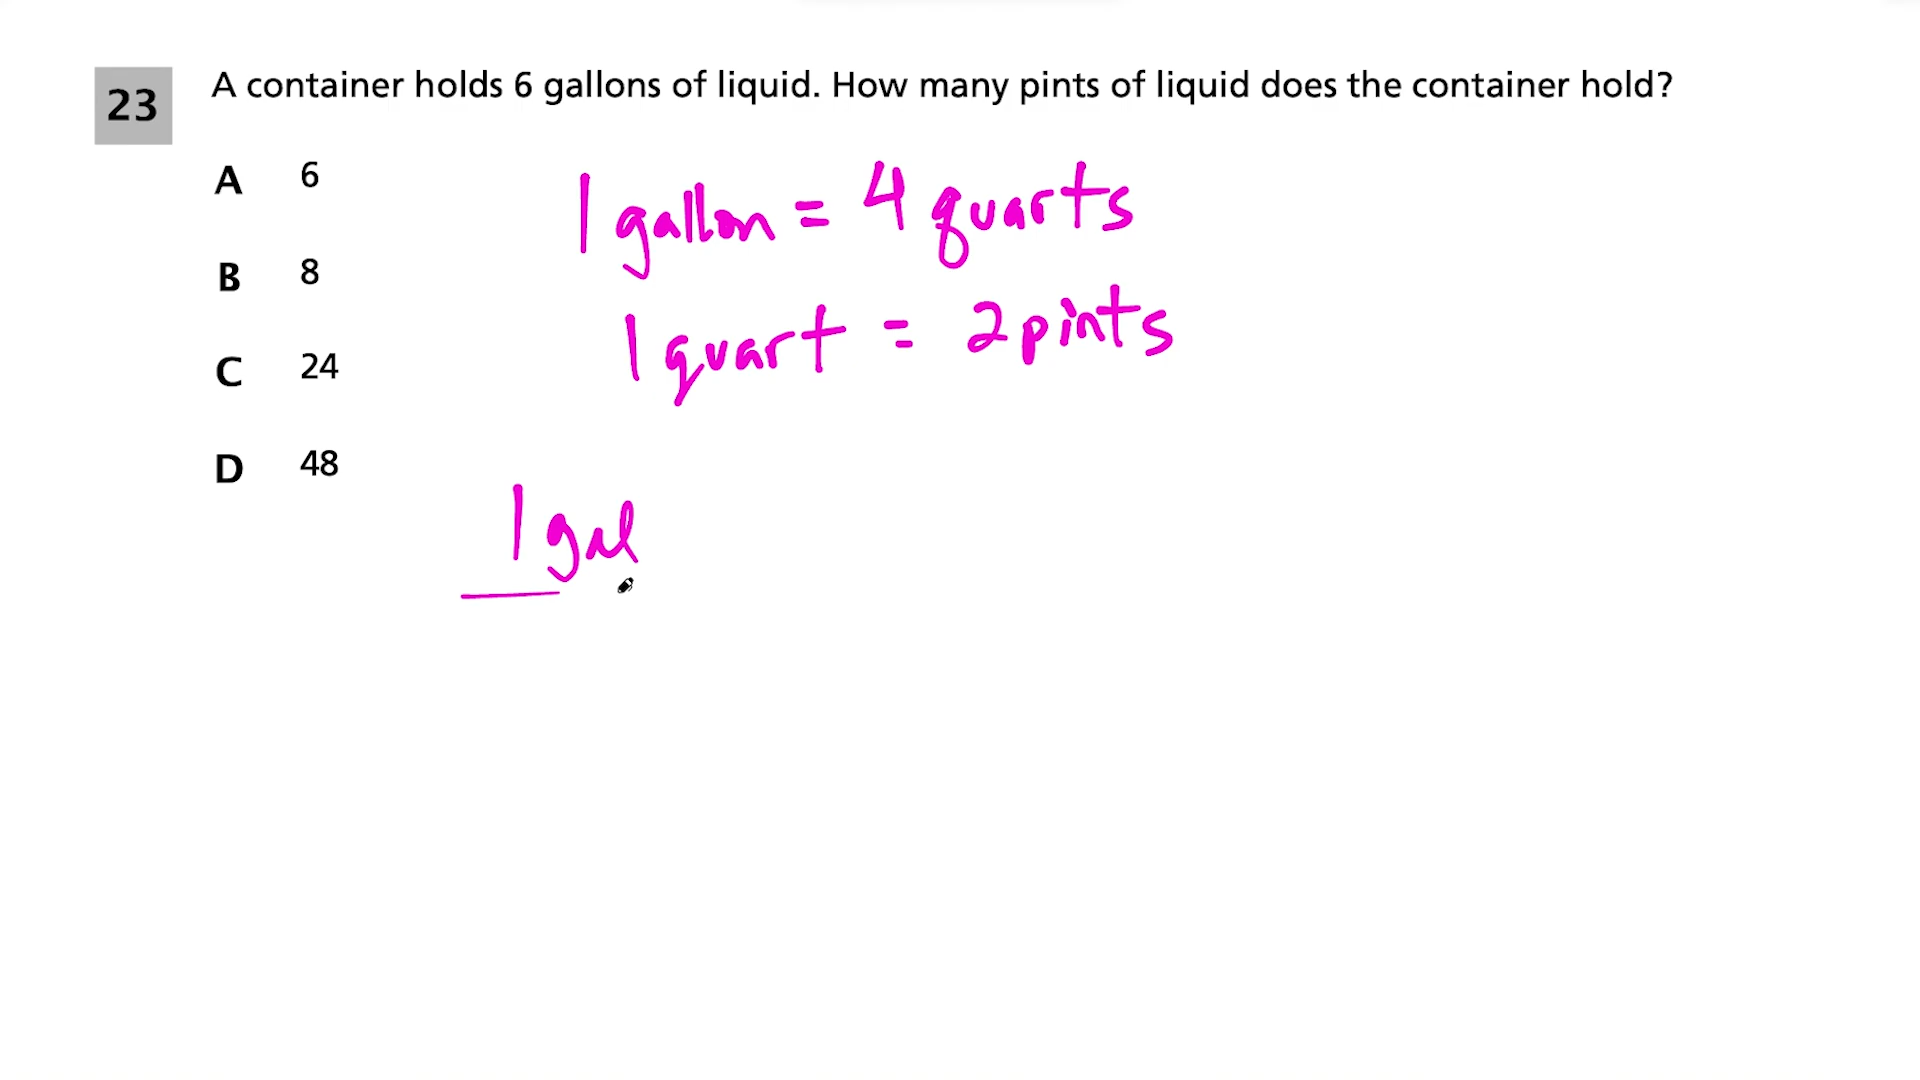 23 A container holds 6 gallons of liquid. How many pints of liquid does the container hold?
A 6
B 8
C 24
D 48
1 gallon = 4 quarts
1 quart = 2 pints
1 gal